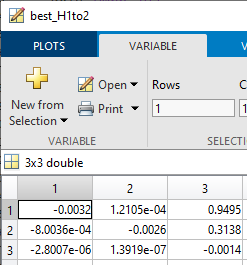 best_H1to2
PLOTS VARIABLE
New from Selection Open Print Rows 1 C 1
VARIABLE SELECTI
3x3 double
1 2 3
1 -0.0032 1.2105e-04 0.9495
2 -8.0036e-04 -0.0026 0.3138
3 -2.8007e-06 1.3919e-07 -0.0014